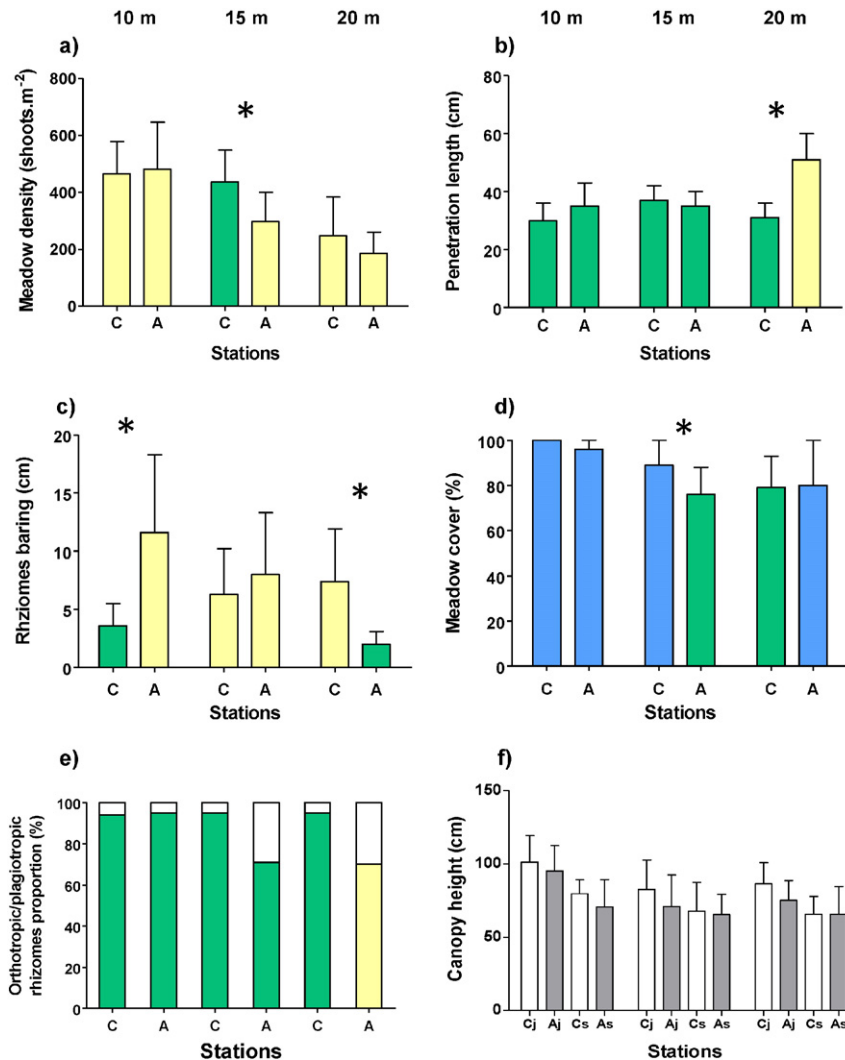 10 m 15 m 20 m 10 m 15 m 20 m
a)
Meadow density (shoots.m-2)
800
600
400
200
0
*
C A C A C A
Stations
b)
Penetration length (cm)
80
60
40
20
0
*
C A C A C A
Stations
c)
Rhziomes baring (cm)
20
15
10
5
0
* *
C A C A C A
Stations
d)
Meadow cover (%)
100
80
60
40
20
0
*
C A C A C A
Stations
e)
Orthotropic/plagiotropic
rhizomes proportion (%)
100
80
60
40
20
0
C A C A C A
Stations
f)
Canopy height (cm)
150
100
50
0
Cj Aj Cs As Cj Aj Cs As Cj Aj Cs As
Stations